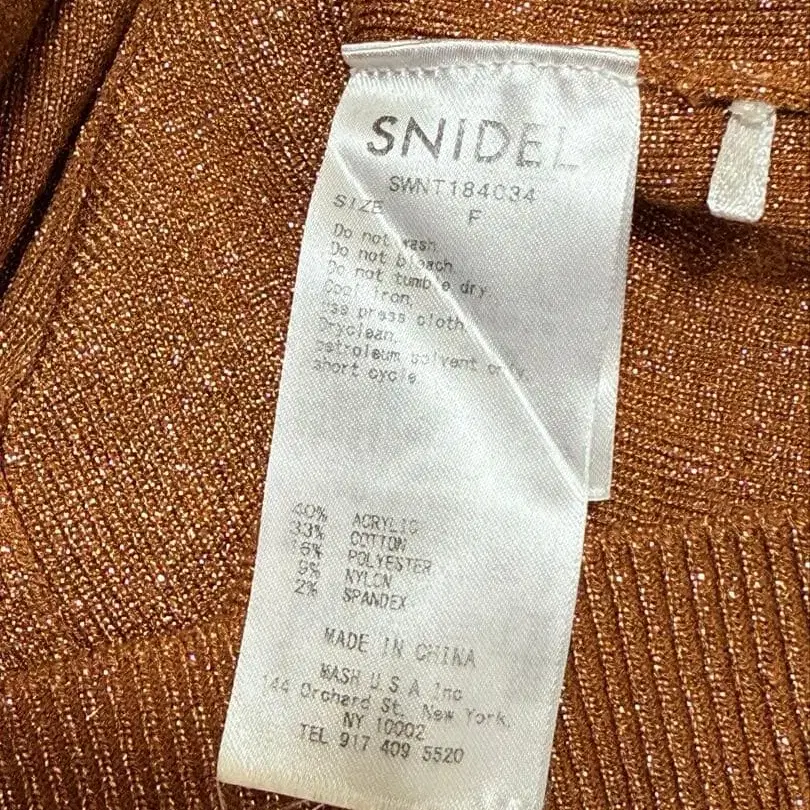 SNIDEL
SWNT184034
SIZE F
Do not wash.
Do not bleach.
Do not tumble dry.
Cool iron,
use press cloth.
Dryclean,
petroleum solvent only,
short cycle.
40% ACRYLIC
33% COTTON
16% POLYESTER
9% NYLON
2% SPANDEX
MADE IN CHINA
MASH U S A Inc
144 Orchard St, New York,
NY 10002
TEL 917 409 5520